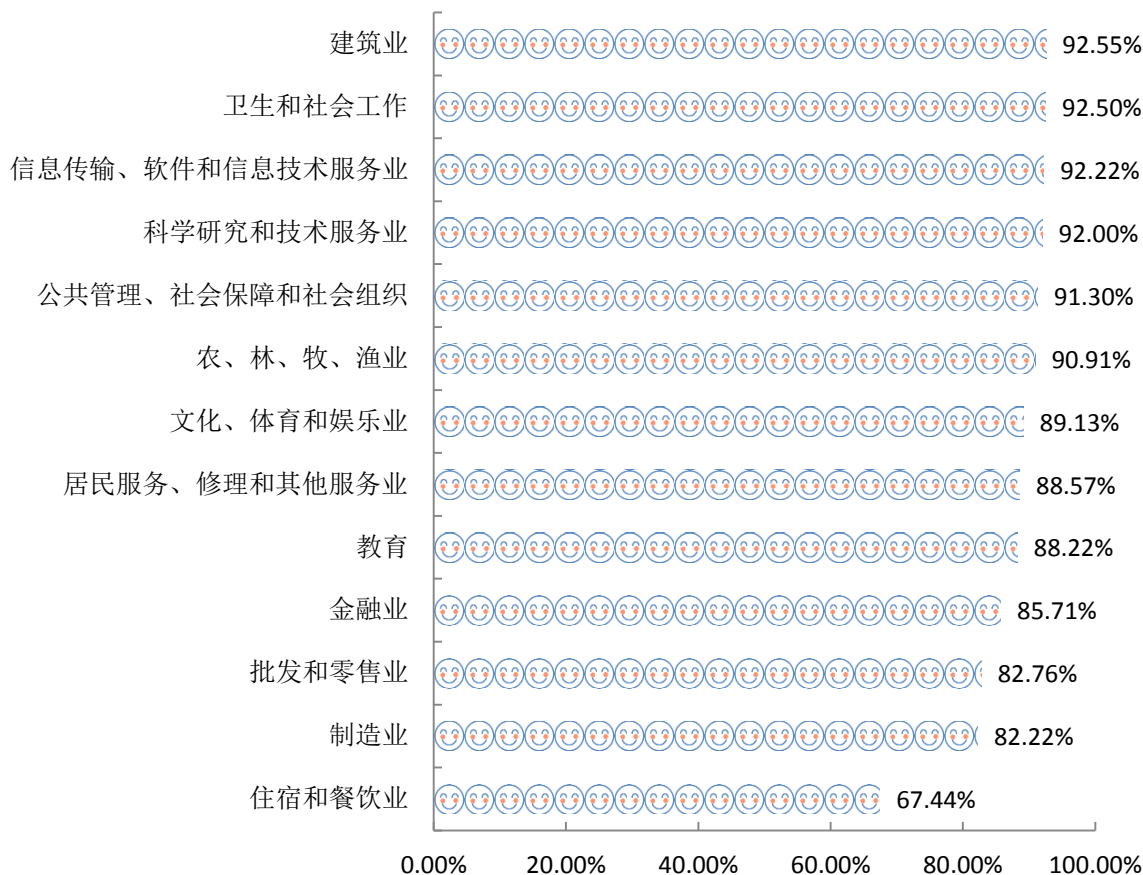 建筑业 92.55%
卫生和社会工作 92.50%
信息传输、软件和信息技术服务业 92.22%
科学研究和技术服务业 92.00%
公共管理、社会保障和社会组织 91.30%
农、林、牧、渔业 90.91%
文化、体育和娱乐业 89.13%
居民服务、修理和其他服务业 88.57%
教育 88.22%
金融业 85.71%
批发和零售业 82.76%
制造业 82.22%
住宿和餐饮业 67.44%
0.00% 20.00% 40.00% 60.00% 80.00% 100.00%